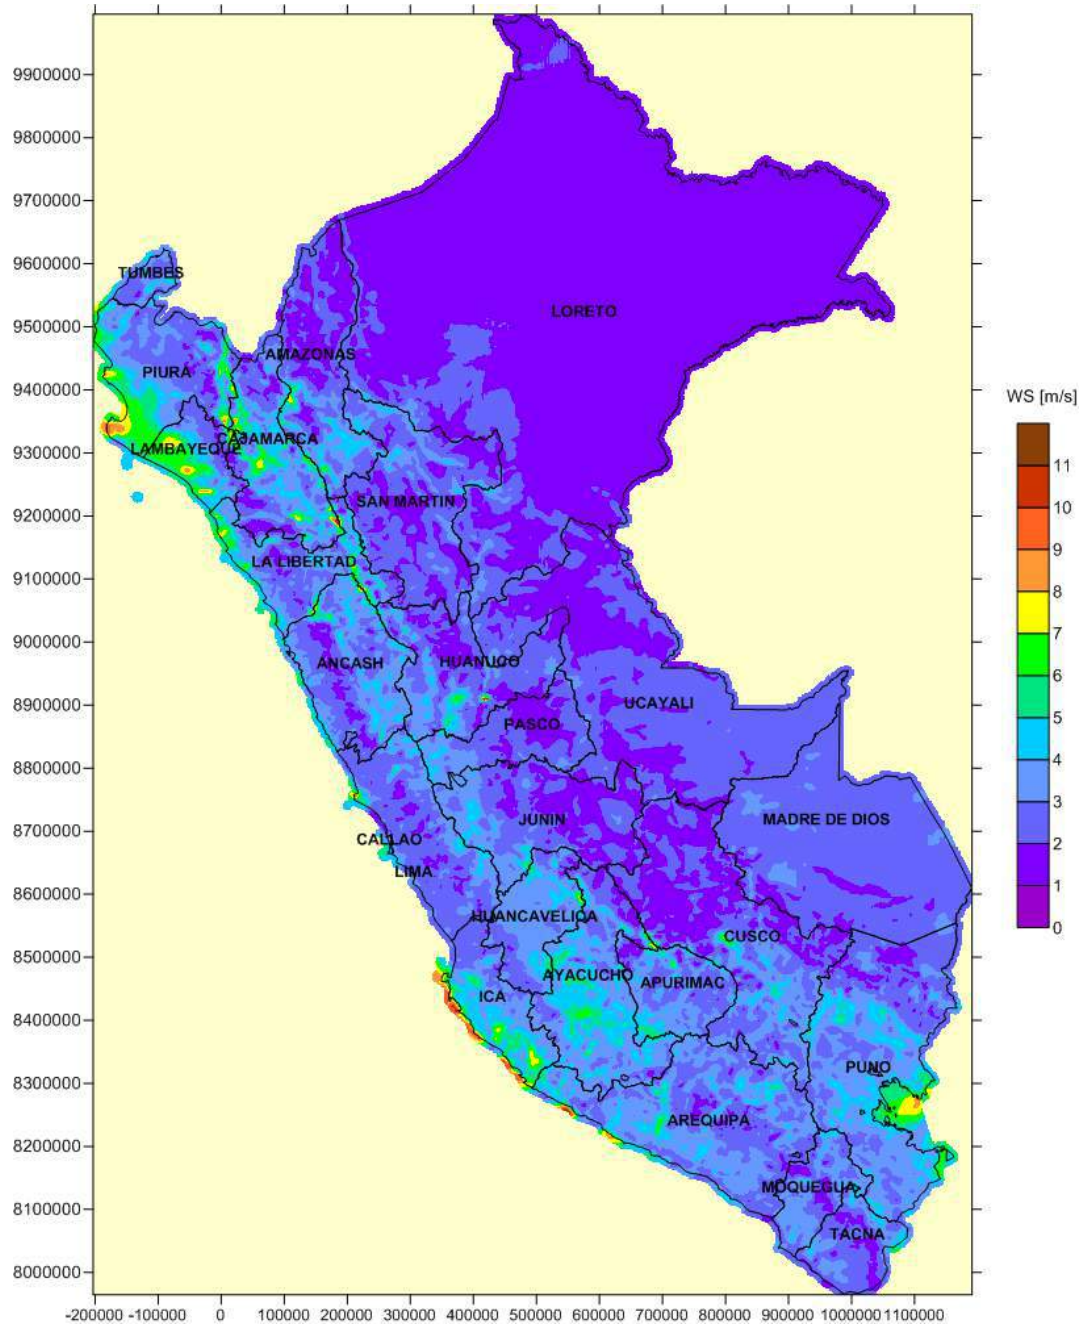 9900000
9800000
9700000
9600000
TUMBES
LORETO
9500000
AMAZONAS
PIURA
9400000
WS [m/s]
CAJAMARCA
LAMBAYEQUE
9300000
11
SAN MARTIN
10
9200000
9
LA LIBERTAD
9100000
8
7
9000000
HUANUCO
ANCASH
6
UCAYALI
8900000
PASCO
5
4
8800000
MADRE DE DIOS
JUNIN
3
CALLAO
8700000
2
LIMA
1
8600000
HUANCAVELICA
0
CUSCO
8500000
AYACUCHO
APURIMAC
ICA
8400000
PUNO
8300000
AREQUIPA
8200000
MOQUEGUA
8100000
TACNA
8000000
-200000 -100000 0 100000 200000 300000 400000 500000 600000 700000 800000 900000 1000000 1100000